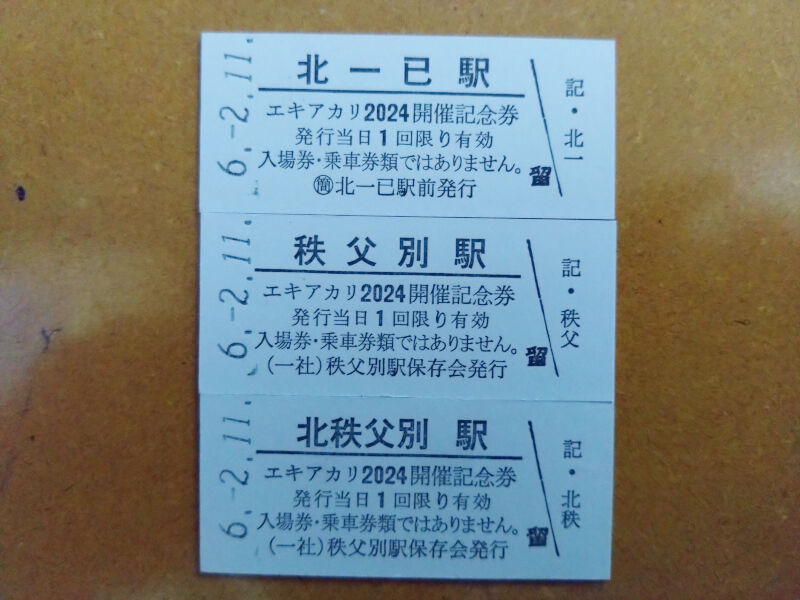 6.-2.11.
北一已駅
エキアカリ2024開催記念券
発行当日1回限り有効
入場券・乗車券類ではありません。
㊙北一已駅前発行
留
記・北一
6.-2.11.
秩父別駅
エキアカリ2024開催記念券
発行当日1回限り有効
入場券・乗車券類ではありません。
(一社)秩父別駅保存会発行
留
記・秩父
6.-2.11.
北秩父別駅
エキアカリ2024開催記念券
発行当日1回限り有効
入場券・乗車券類ではありません。
(一社)秩父別駅保存会発行
留
記・北秩